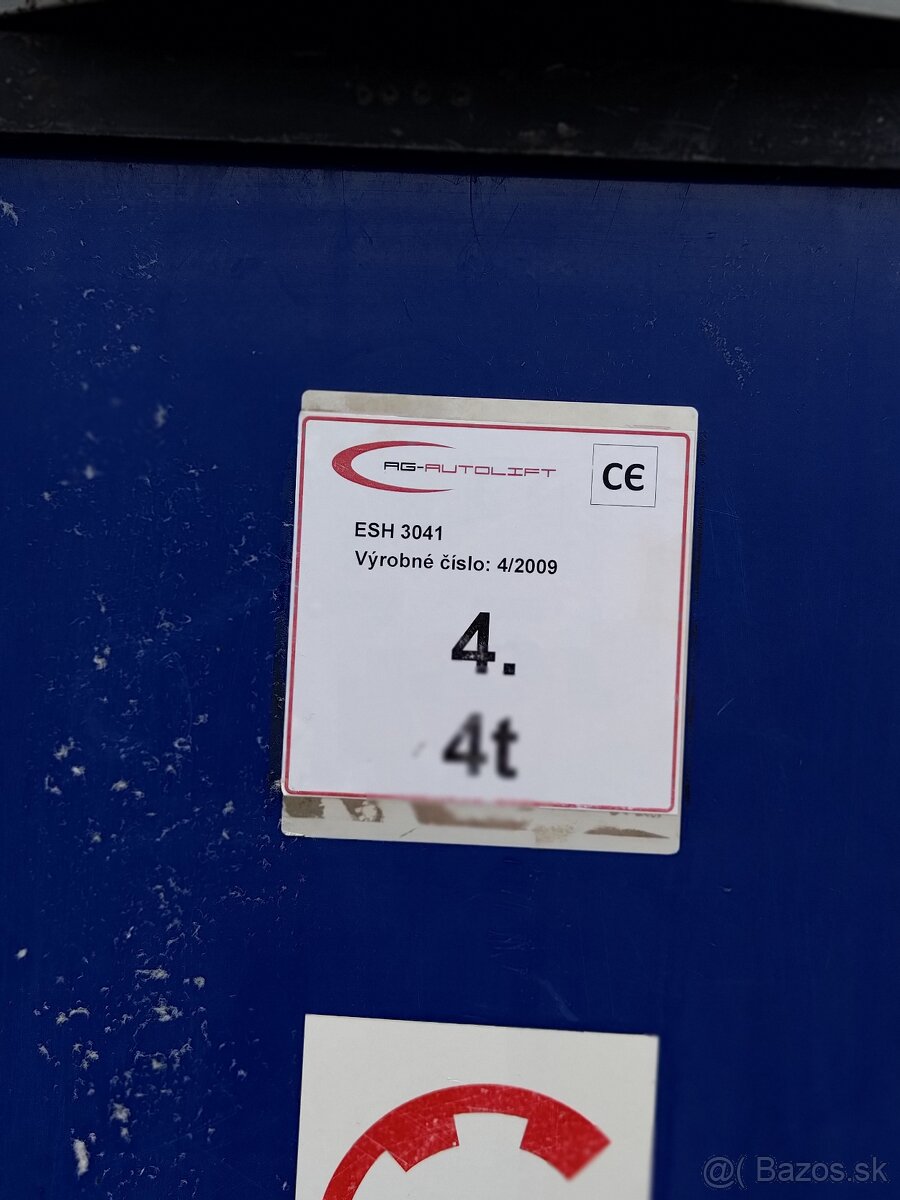 AG-AUTOLIFT
CE
ESH 3041
Výrobné číslo: 4/2009
4.
4t
@( Bazos.sk